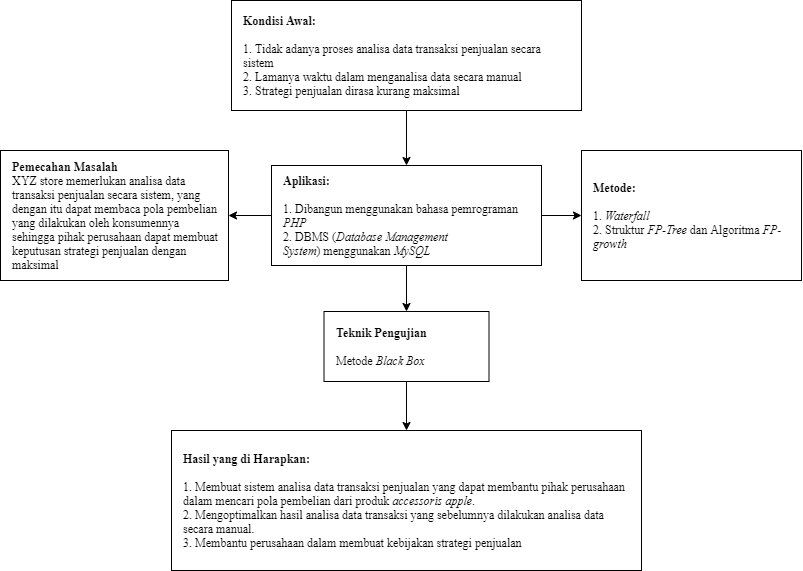 Kondisi Awal:
1. Tidak adanya proses analisa data transaksi penjualan secara
sistem
2. Lamanya waktu dalam menganalisa data secara manual
3. Strategi penjualan dirasa kurang maksimal
Pemecahan Masalah
XYZ store memerlukan analisa data
transaksi penjualan secara sistem, yang
dengan itu dapat membaca pola pembelian
yang dilakukan oleh konsumennya
sehingga pihak perusahaan dapat membuat
keputusan strategi penjualan dengan
maksimal
Aplikasi:
1. Dibangun menggunakan bahasa pemrograman
PHP
2. DBMS (Database Management
System) menggunakan MySQL
Metode:
1. Waterfall
2. Struktur FP-Tree dan Algoritma FP-
growth
Teknik Pengujian
Metode Black Box
Hasil yang di Harapkan:
1. Membuat sistem analisa data transaksi penjualan yang dapat membantu pihak perusahaan
dalam mencari pola pembelian dari produk accessoris apple.
2. Mengoptimalkan hasil analisa data transaksi yang sebelumnya dilakukan analisa data
secara manual.
3. Membantu perusahaan dalam membuat kebijakan strategi penjualan